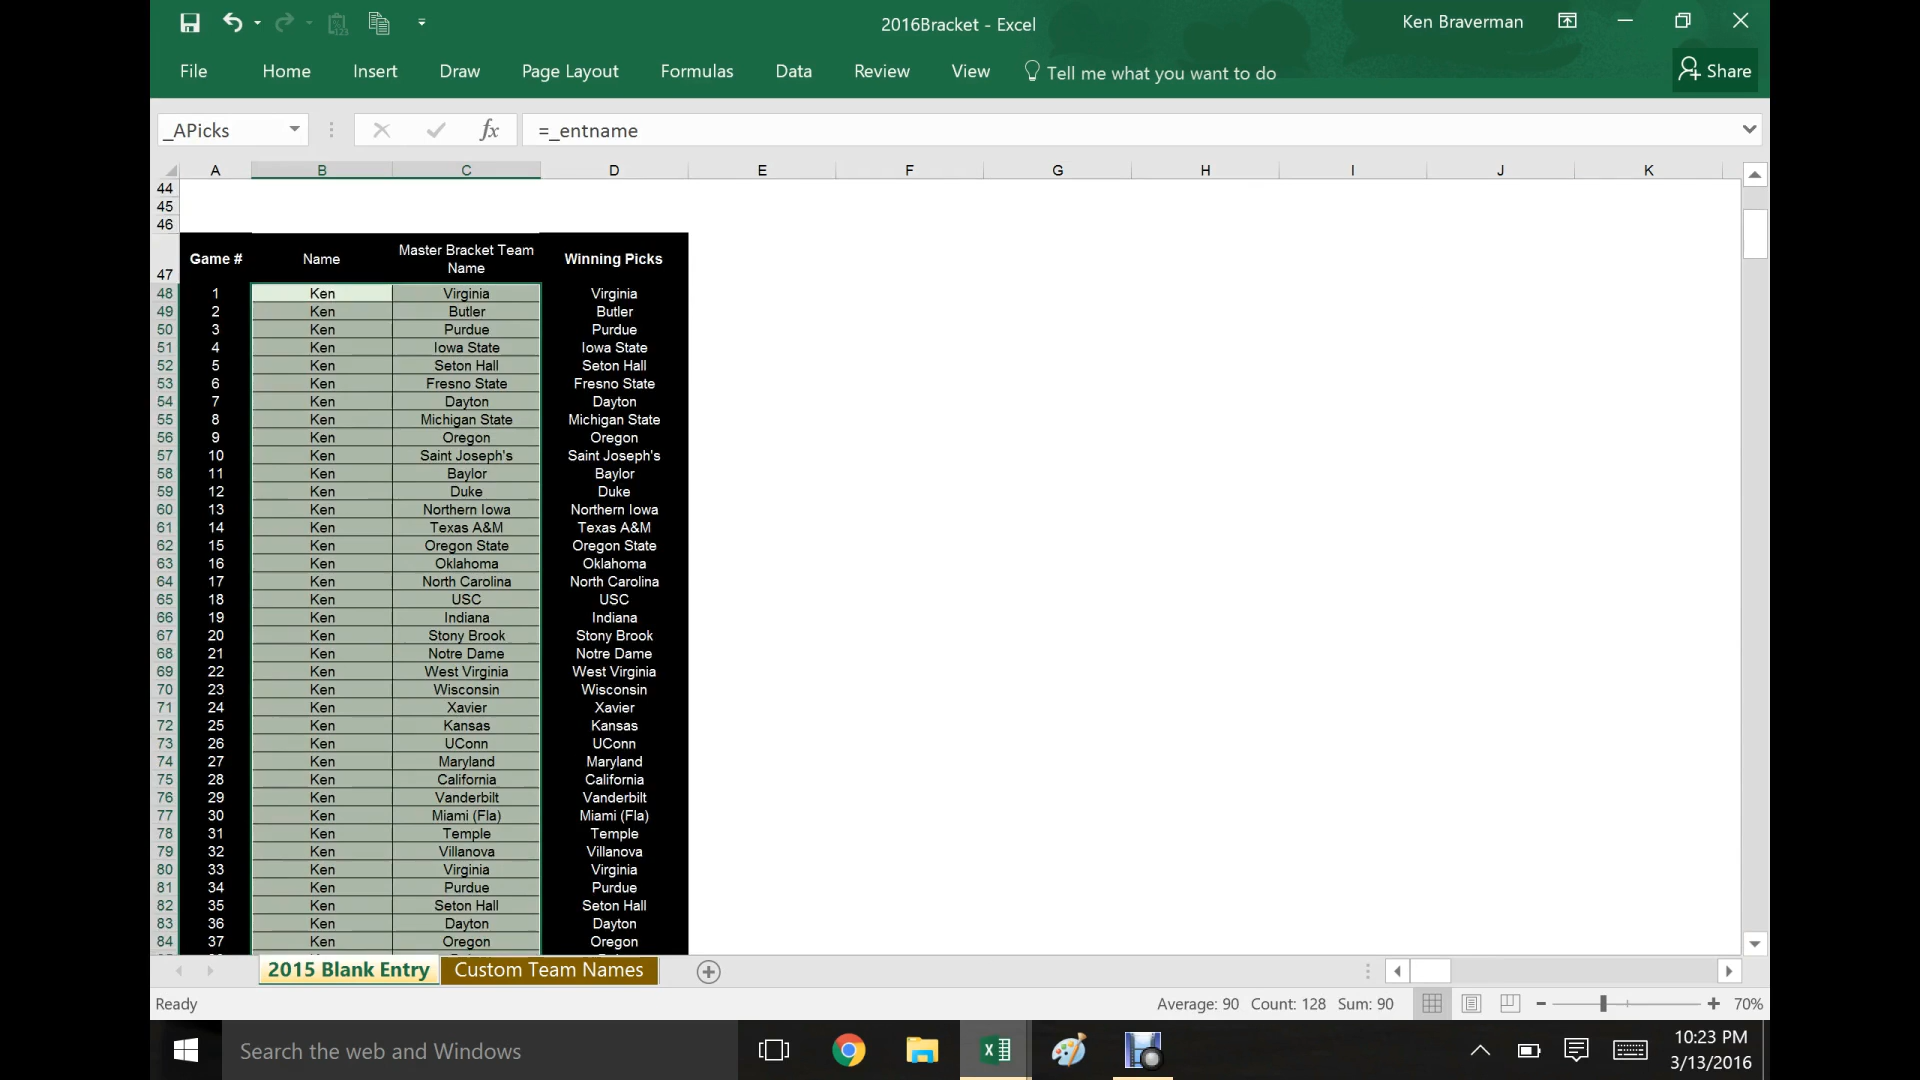 2016Bracket - Excel
Ken Braverman
File Home Insert Draw Page Layout Formulas Data Review View Tell me what you want to do Share
_APicks fx =_entname
A B C D E F G H I J K
44
45
46
47 Game # Name Master Bracket Team Name Winning Picks
48 1 Ken Virginia Virginia
49 2 Ken Butler Butler
50 3 Ken Purdue Purdue
51 4 Ken Iowa State Iowa State
52 5 Ken Seton Hall Seton Hall
53 6 Ken Fresno State Fresno State
54 7 Ken Dayton Dayton
55 8 Ken Michigan State Michigan State
56 9 Ken Oregon Oregon
57 10 Ken Saint Joseph's Saint Joseph's
58 11 Ken Baylor Baylor
59 12 Ken Duke Duke
60 13 Ken Northern Iowa Northern Iowa
61 14 Ken Texas A&M Texas A&M
62 15 Ken Oregon State Oregon State
63 16 Ken Oklahoma Oklahoma
64 17 Ken North Carolina North Carolina
65 18 Ken USC USC
66 19 Ken Indiana Indiana
67 20 Ken Stony Brook Stony Brook
68 21 Ken Notre Dame Notre Dame
69 22 Ken West Virginia West Virginia
70 23 Ken Wisconsin Wisconsin
71 24 Ken Xavier Xavier
72 25 Ken Kansas Kansas
73 26 Ken UConn UConn
74 27 Ken Maryland Maryland
75 28 Ken California California
76 29 Ken Vanderbilt Vanderbilt
77 30 Ken Miami (Fla) Miami (Fla)
78 31 Ken Temple Temple
79 32 Ken Villanova Villanova
80 33 Ken Virginia Virginia
81 34 Ken Purdue Purdue
82 35 Ken Seton Hall Seton Hall
83 36 Ken Dayton Dayton
84 37 Ken Oregon Oregon
2015 Blank Entry Custom Team Names
Ready Average: 90 Count: 128 Sum: 90 70%
Search the web and Windows
10:23 PM
3/13/2016